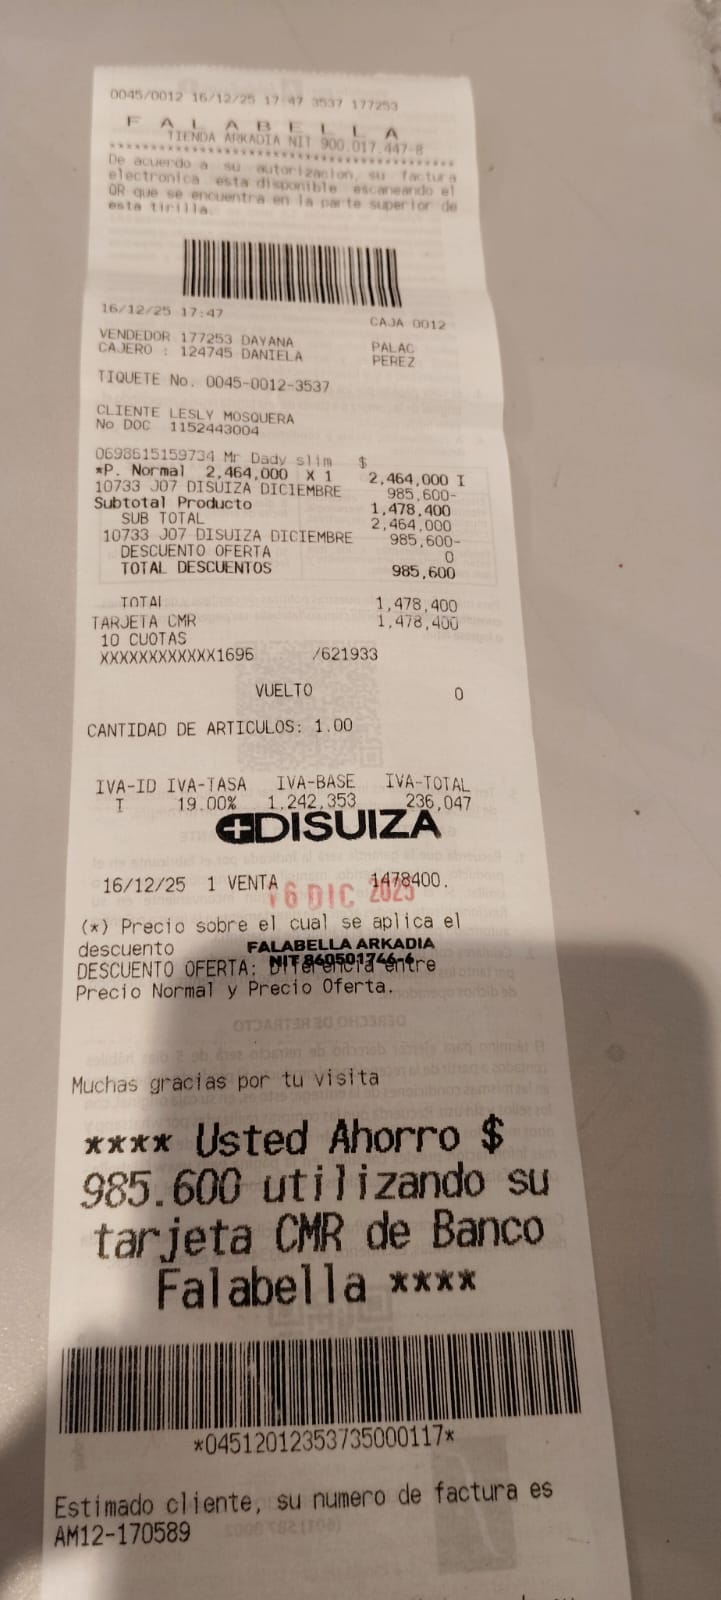 0045/0012 16/12/25 17:47 3537 177253
F A L A B E L L A
TIENDA ARKADIA NIT 900.017.447-8
****************************************
De acuerdo a su autorizacion, su factura
electronica esta disponible escaneando el
QR que se encuentra en la parte superior de
esta tirilla.
16/12/25 17:47 CAJA 0012
VENDEDOR 177253 DAYANA PALAC
CAJERO : 124745 DANIELA PEREZ
TIQUETE No. 0045-0012-3537
CLIENTE LESLY MOSQUERA
No DOC 1152443004
0698615159734 Mr Dady slim $
*P. Normal 2,464,000 X 1 2,464,000 I
10733 J07 DISUIZA DICIEMBRE 985,600-
Subtotal Producto 1,478,400
SUB TOTAL 2,464,000
10733 J07 DISUIZA DICIEMBRE 985,600-
DESCUENTO OFERTA 0
TOTAL DESCUENTOS 985,600
TOTAL 1,478,400
TARJETA CMR 1,478,400
10 CUOTAS
XXXXXXXXXXXX1696 /621933
VUELTO 0
CANTIDAD DE ARTICULOS: 1.00
IVA-ID IVA-TASA IVA-BASE IVA-TOTAL
I 19.00% 1,242,353 236,047
DISUIZA
16/12/25 1 VENTA 1478400.
6 DIC 2025
(*) Precio sobre el cual se aplica el
descuento
FALABELLA ARKADIA
NIT 860501746-6
DESCUENTO OFERTA: Diferencia entre
Precio Normal y Precio Oferta.
Muchas gracias por tu visita
**** Usted Ahorro $
985.600 utilizando su
tarjeta CMR de Banco
Falabella ****
*04512012353735000117*
Estimado cliente, su numero de factura es
AM12-170589